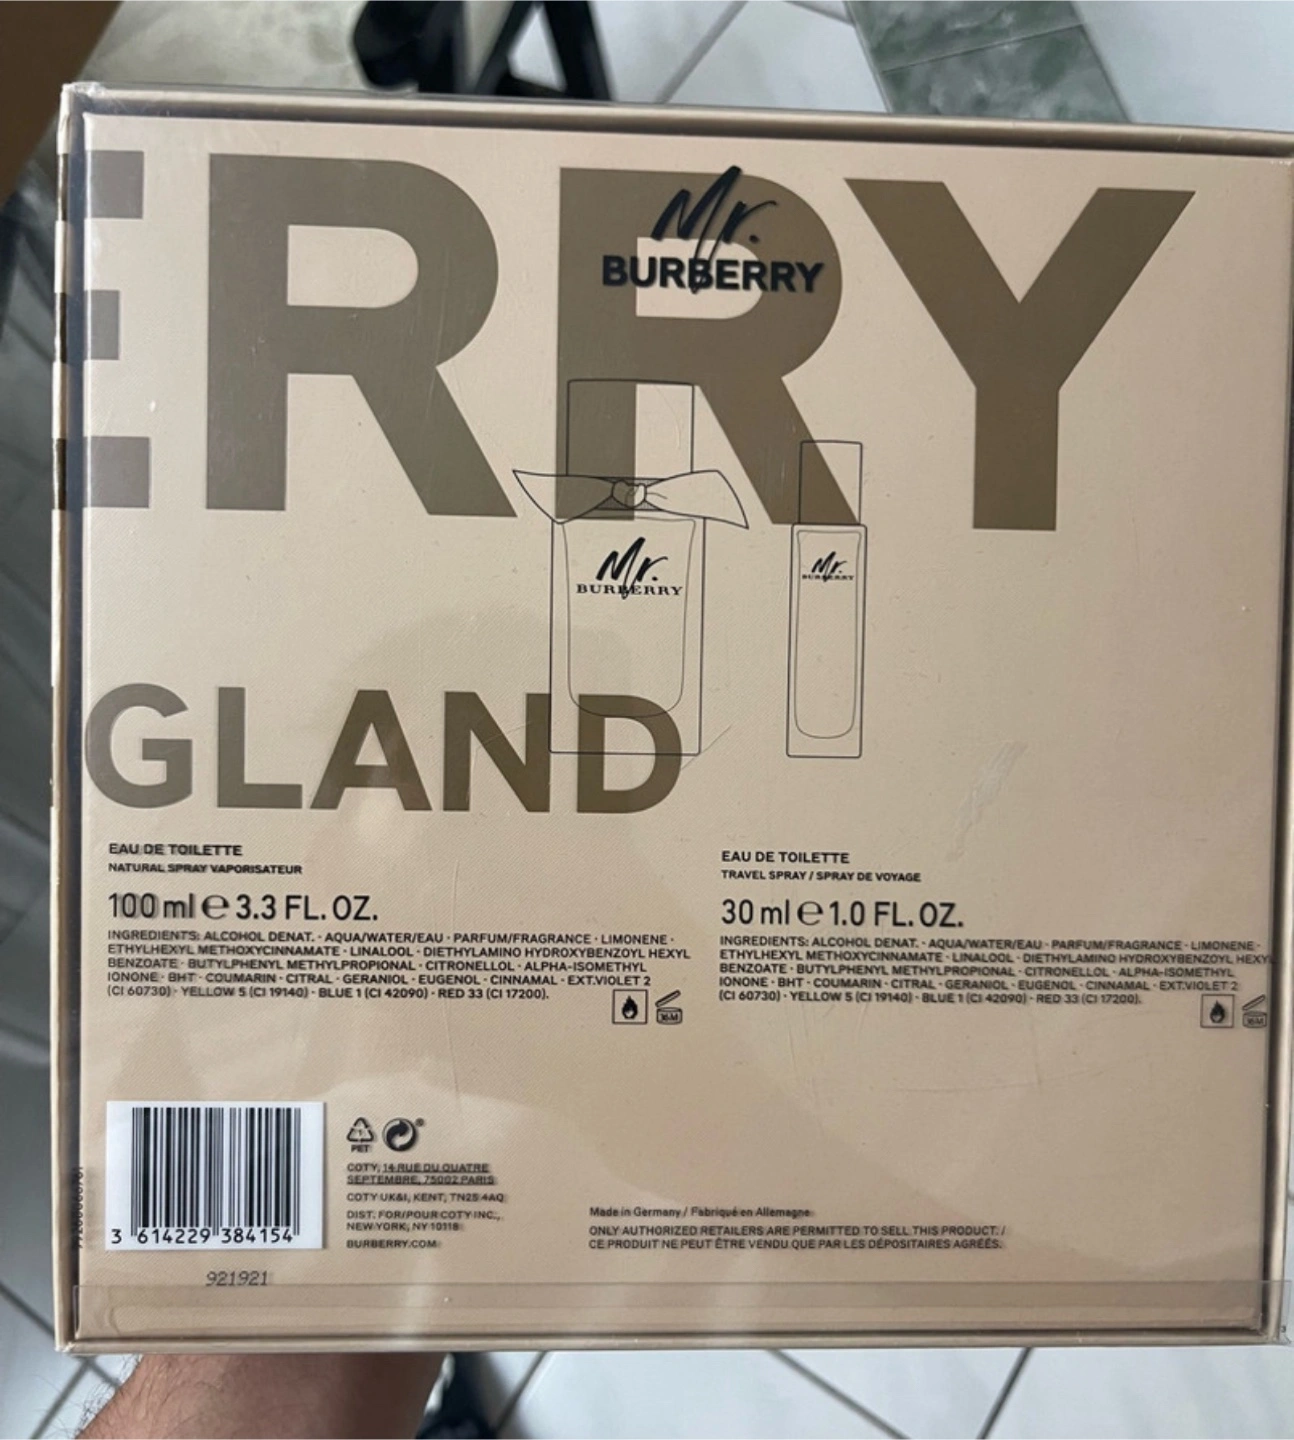 ERRY
Mr.
BURBERRY
Mr.
BURBERRY
Mr.
BURBERRY
GLAND
EAU DE TOILETTE
NATURAL SPRAY VAPORISATEUR
100 ml e 3.3 FL. OZ.
INGREDIENTS: ALCOHOL DENAT. · AQUA/WATER/EAU · PARFUM/FRAGRANCE · LIMONENE ·
ETHYLHEXYL METHOXYCINNAMATE · LINALOOL · DIETHYLAMINO HYDROXYBENZOYL HEXYL
BENZOATE · BUTYLPHENYL METHYLPROPIONAL · CITRONELLOL · ALPHA-ISOMETHYL
IONONE · BHT · COUMARIN · CITRAL · GERANIOL · EUGENOL · CINNAMAL · EXT.VIOLET 2
(CI 60730) · YELLOW 5 (CI 19140) · BLUE 1 (CI 42090) · RED 33 (CI 17200).
36M
EAU DE TOILETTE
TRAVEL SPRAY / SPRAY DE VOYAGE
30 ml e 1.0 FL. OZ.
INGREDIENTS: ALCOHOL DENAT. · AQUA/WATER/EAU · PARFUM/FRAGRANCE · LIMONENE ·
ETHYLHEXYL METHOXYCINNAMATE · LINALOOL · DIETHYLAMINO HYDROXYBENZOYL HEXYL
BENZOATE · BUTYLPHENYL METHYLPROPIONAL · CITRONELLOL · ALPHA-ISOMETHYL
IONONE · BHT · COUMARIN · CITRAL · GERANIOL · EUGENOL · CINNAMAL · EXT.VIOLET 2
(CI 60730) · YELLOW 5 (CI 19140) · BLUE 1 (CI 42090) · RED 33 (CI 17200).
36M
3 614229 384154
921921
1
PET
COTY, 14 RUE DU QUATRE
SEPTEMBRE, 75002 PARIS
COTY UK&I, KENT, TN25 4AQ
DIST. FOR/POUR COTY INC.,
NEW YORK, NY 10118
BURBERRY.COM
Made in Germany / Fabriqué en Allemagne
ONLY AUTHORIZED RETAILERS ARE PERMITTED TO SELL THIS PRODUCT. /
CE PRODUIT NE PEUT ÊTRE VENDU QUE PAR LES DÉPOSITAIRES AGRÉÉS.